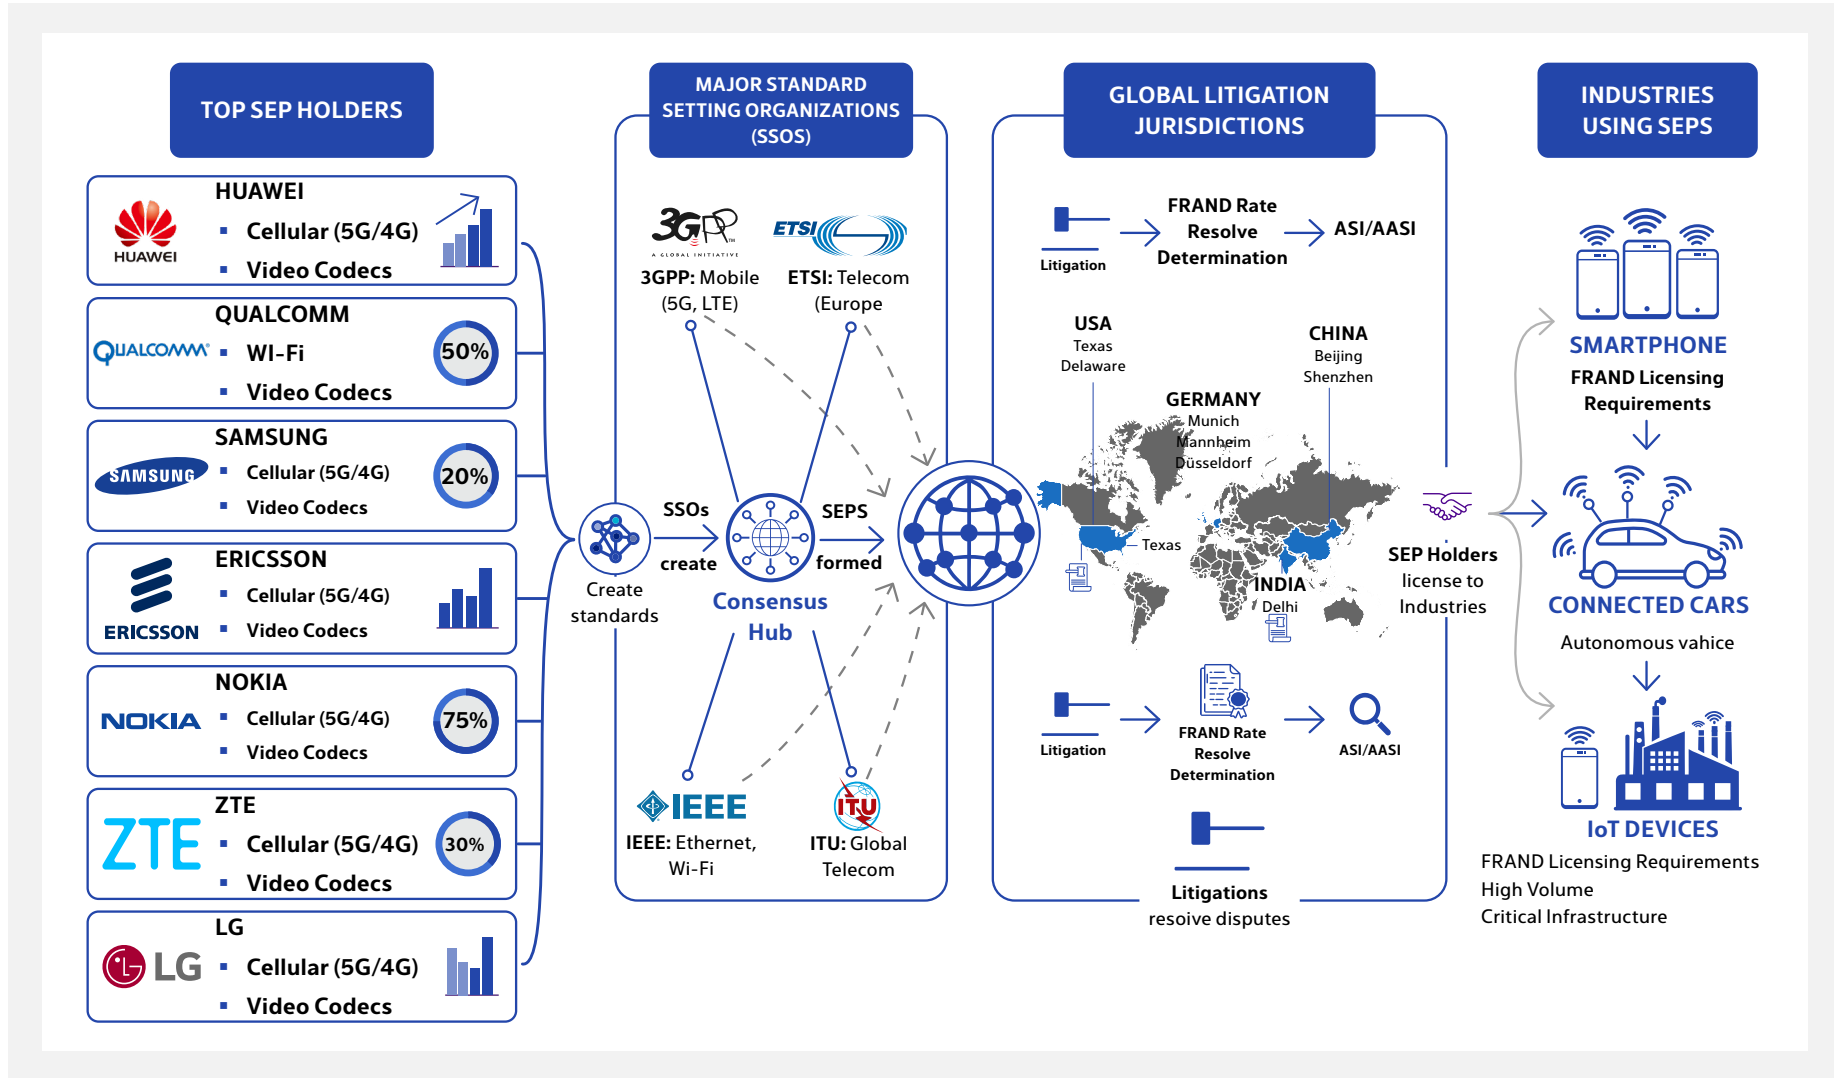 TOP SEP HOLDERS
HUAWEI
HUAWEI
Cellular (5G/4G)
Video Codecs
QUALCOMM
QUALCOMM
WI-Fi
Video Codecs
50%
SAMSUNG
SAMSUNG
Cellular (5G/4G)
Video Codecs
20%
ERICSSON
ERICSSON
Cellular (5G/4G)
Video Codecs
NOKIA
NOKIA
Cellular (5G/4G)
Video Codecs
75%
ZTE
ZTE
Cellular (5G/4G)
Video Codecs
30%
LG
LG
Cellular (5G/4G)
Video Codecs
Create
standards
MAJOR STANDARD
SETTING ORGANIZATIONS
(SSOS)
3GPP
TM
A GLOBAL INITIATIVE
3GPP: Mobile
(5G, LTE)
ETSI
ETSI: Telecom
(Europe
SSOs
create
Consensus
Hub
SEPS
formed
IEEE
IEEE: Ethernet,
Wi-Fi
ITU
ITU: Global
Telecom
GLOBAL LITIGATION
JURISDICTIONS
Litigation
FRAND Rate
Resolve
Determination
ASI/AASI
USA
Texas
Delaware
CHINA
Beijing
Shenzhen
GERMANY
Munich
Mannheim
Düsseldorf
Texas
INDIA
Delhi
Litigation
FRAND Rate
Resolve
Determination
ASI/AASI
Litigations
resoive disputes
SEP Holders
license to
Industries
INDUSTRIES
USING SEPS
SMARTPHONE
FRAND Licensing
Requirements
CONNECTED CARS
Autonomous vahice
IoT DEVICES
FRAND Licensing Requirements
High Volume
Critical Infrastructure